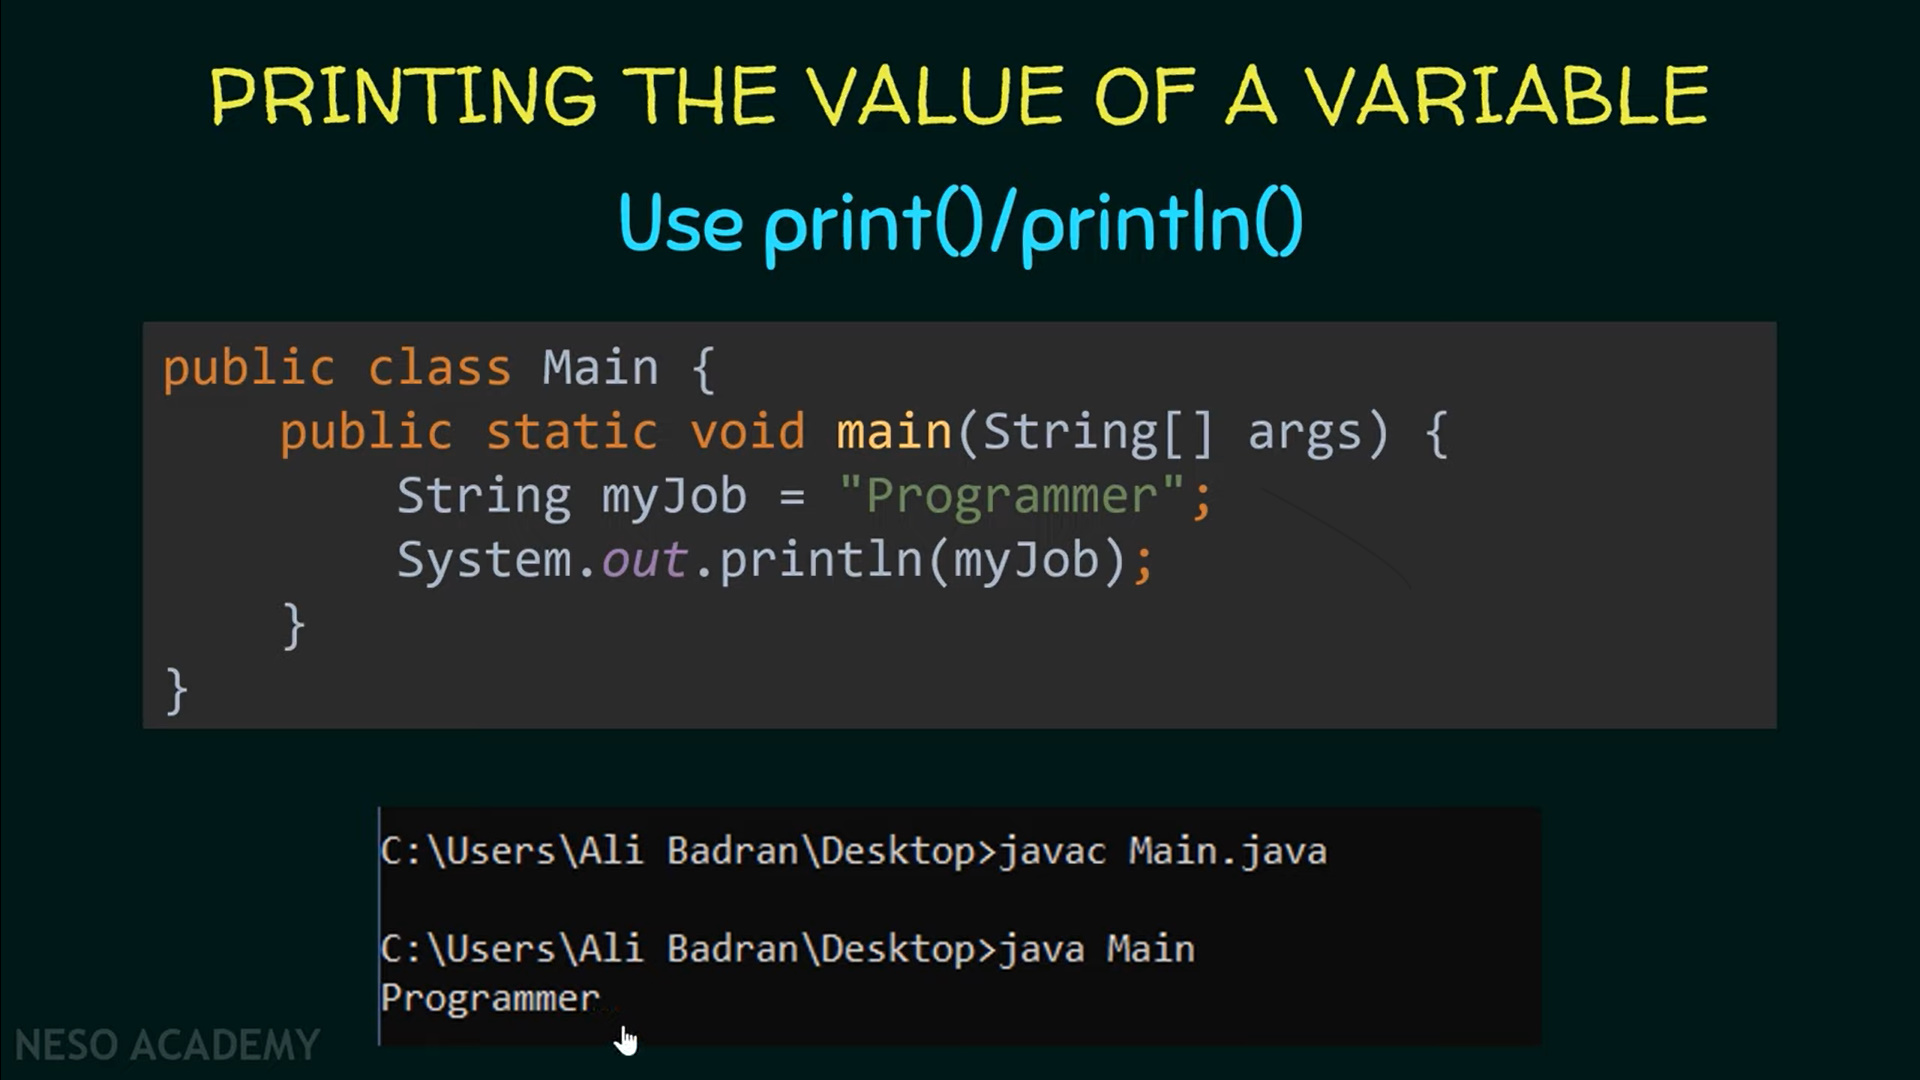 PRINTING THE VALUE OF A VARIABLE
Use print()/println()
public class Main {
    public static void main(String[] args) {
        String myJob = "Programmer";
        System.out.println(myJob);
    }
}
C:\Users\Ali Badran\Desktop>javac Main.java
C:\Users\Ali Badran\Desktop>java Main
Programmer
NESO ACADEMY